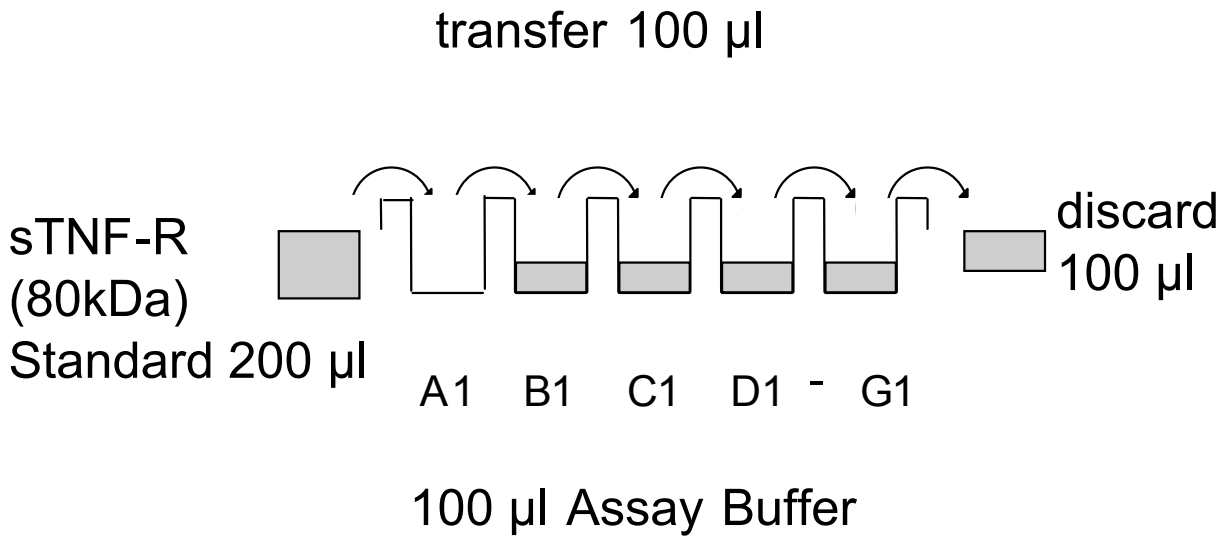 transfer 100 µl
sTNF-R
(80kDa)
Standard 200 µl
discard
100 µl
A1 B1 C1 D1 - G1
100 µl Assay Buffer